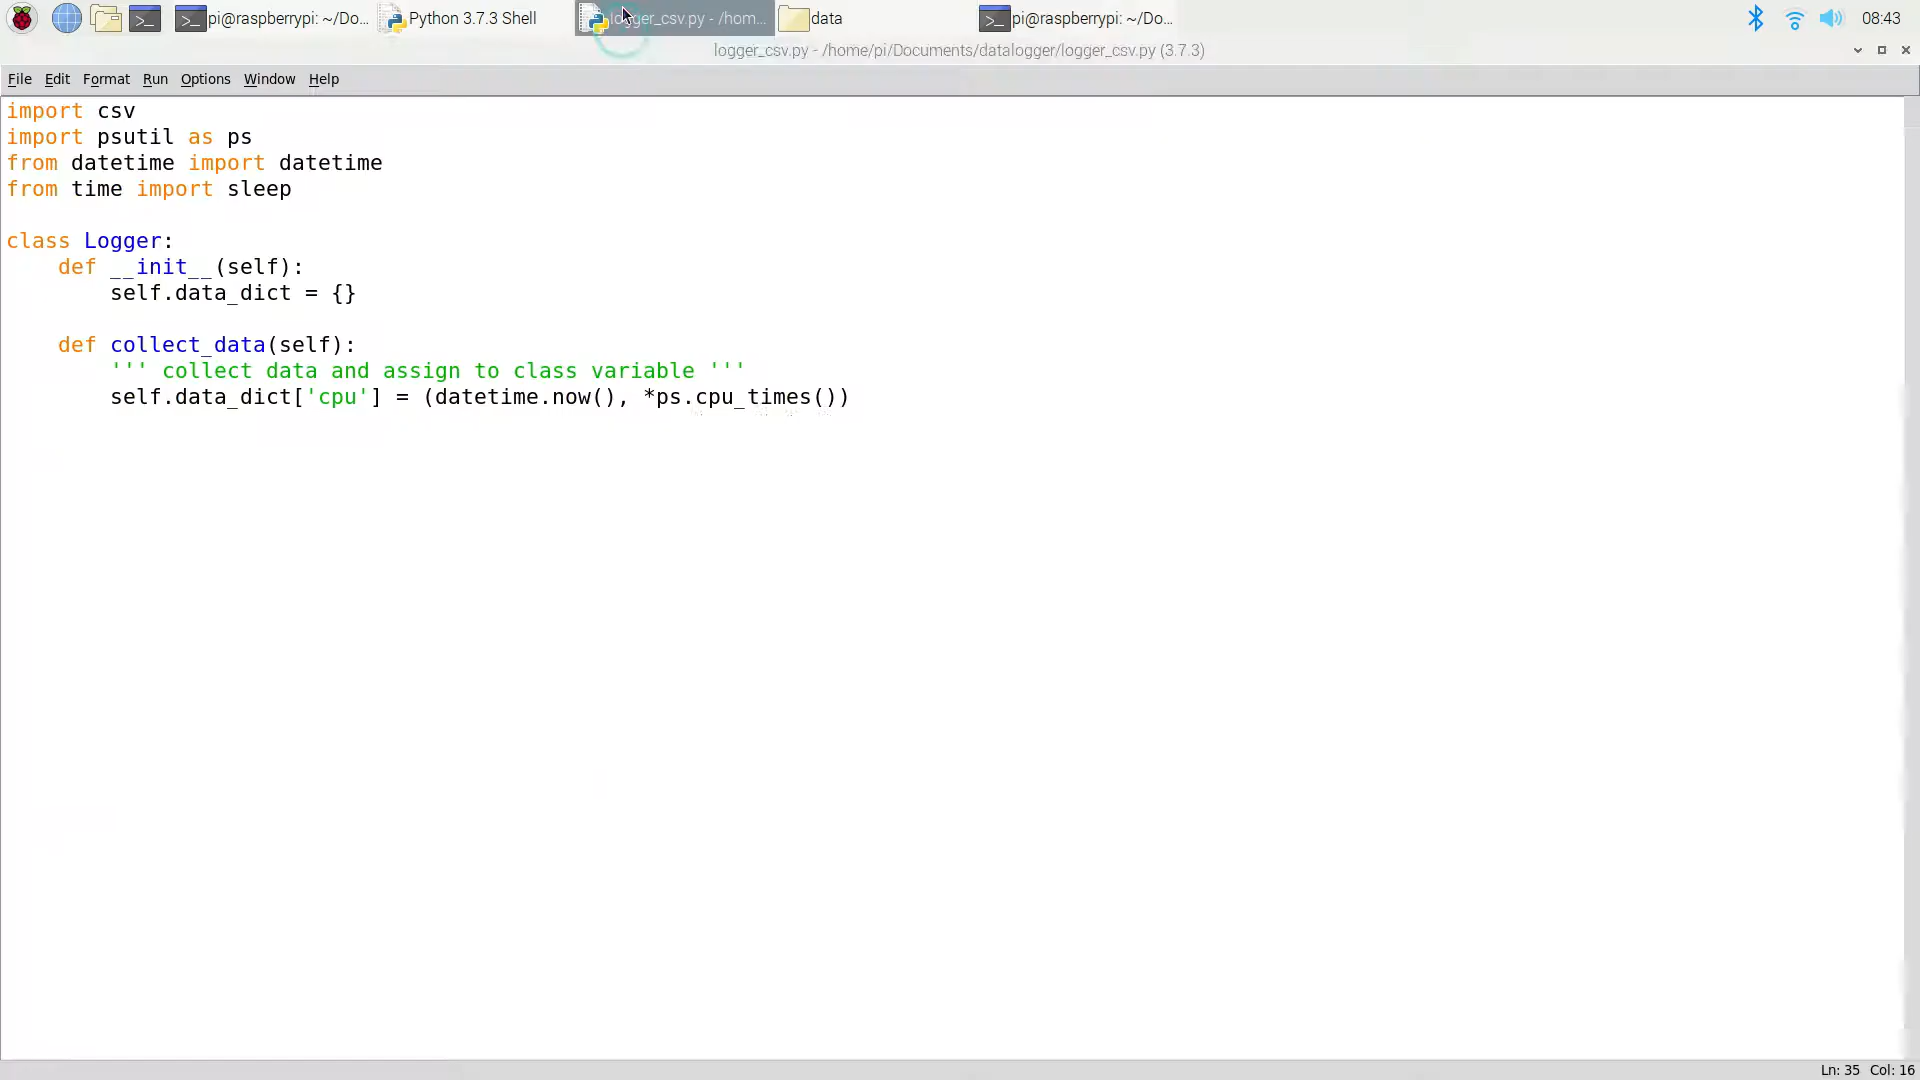 pi@raspberrypi: ~/Do...
Python 3.7.3 Shell
logger_csv.py - /hom...
data
pi@raspberrypi: ~/Do...
08:43
logger_csv.py - /home/pi/Documents/datalogger/logger_csv.py (3.7.3)
File Edit Format Run Options Window Help
import csv
import psutil as ps
from datetime import datetime
from time import sleep
class Logger:
    def __init__(self):
        self.data_dict = {}
    def collect_data(self):
        ''' collect data and assign to class variable '''
        self.data_dict['cpu'] = (datetime.now(), *ps.cpu_times())
Ln: 35 Col: 16